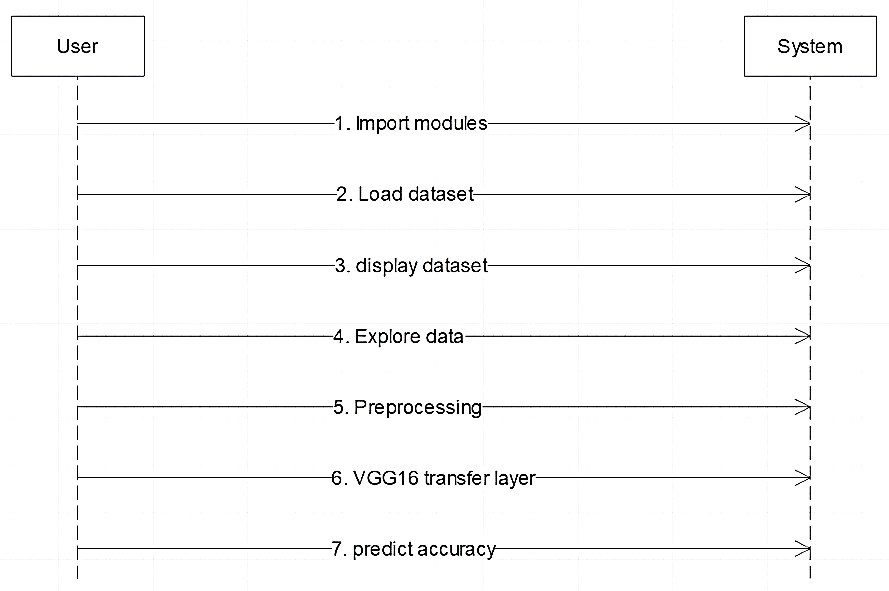 User
System
1. Import modules
2. Load dataset
3. display dataset
4. Explore data
5. Preprocessing
6. VGG16 transfer layer
7. predict accuracy